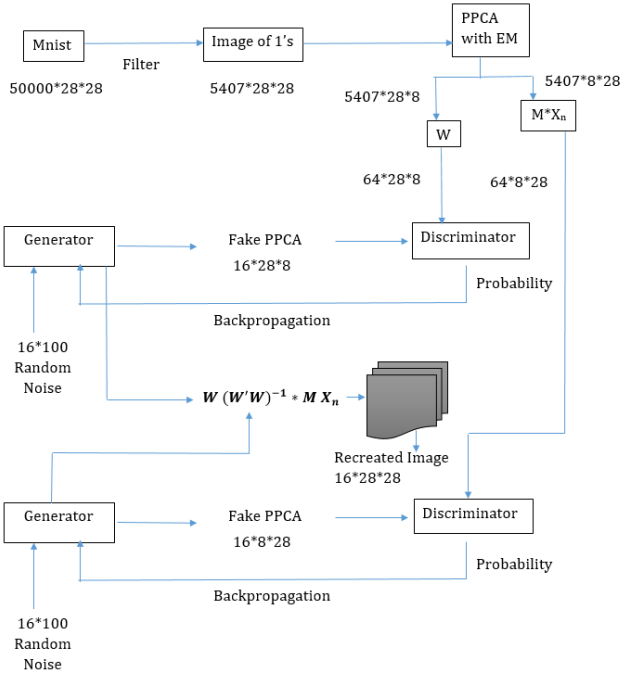 Mnist
Filter
Image of 1's
PPCA
with EM
50000*28*28
5407*28*28
5407*28*8
5407*8*28
W
M*Xₙ
64*28*8
64*8*28
Generator
Fake PPCA
16*28*8
Discriminator
Probability
Backpropagation
16*100
Random
Noise
W (W′W)⁻¹ * M Xₙ
Recreated Image
16*28*28
Generator
Fake PPCA
16*8*28
Discriminator
Probability
Backpropagation
16*100
Random
Noise